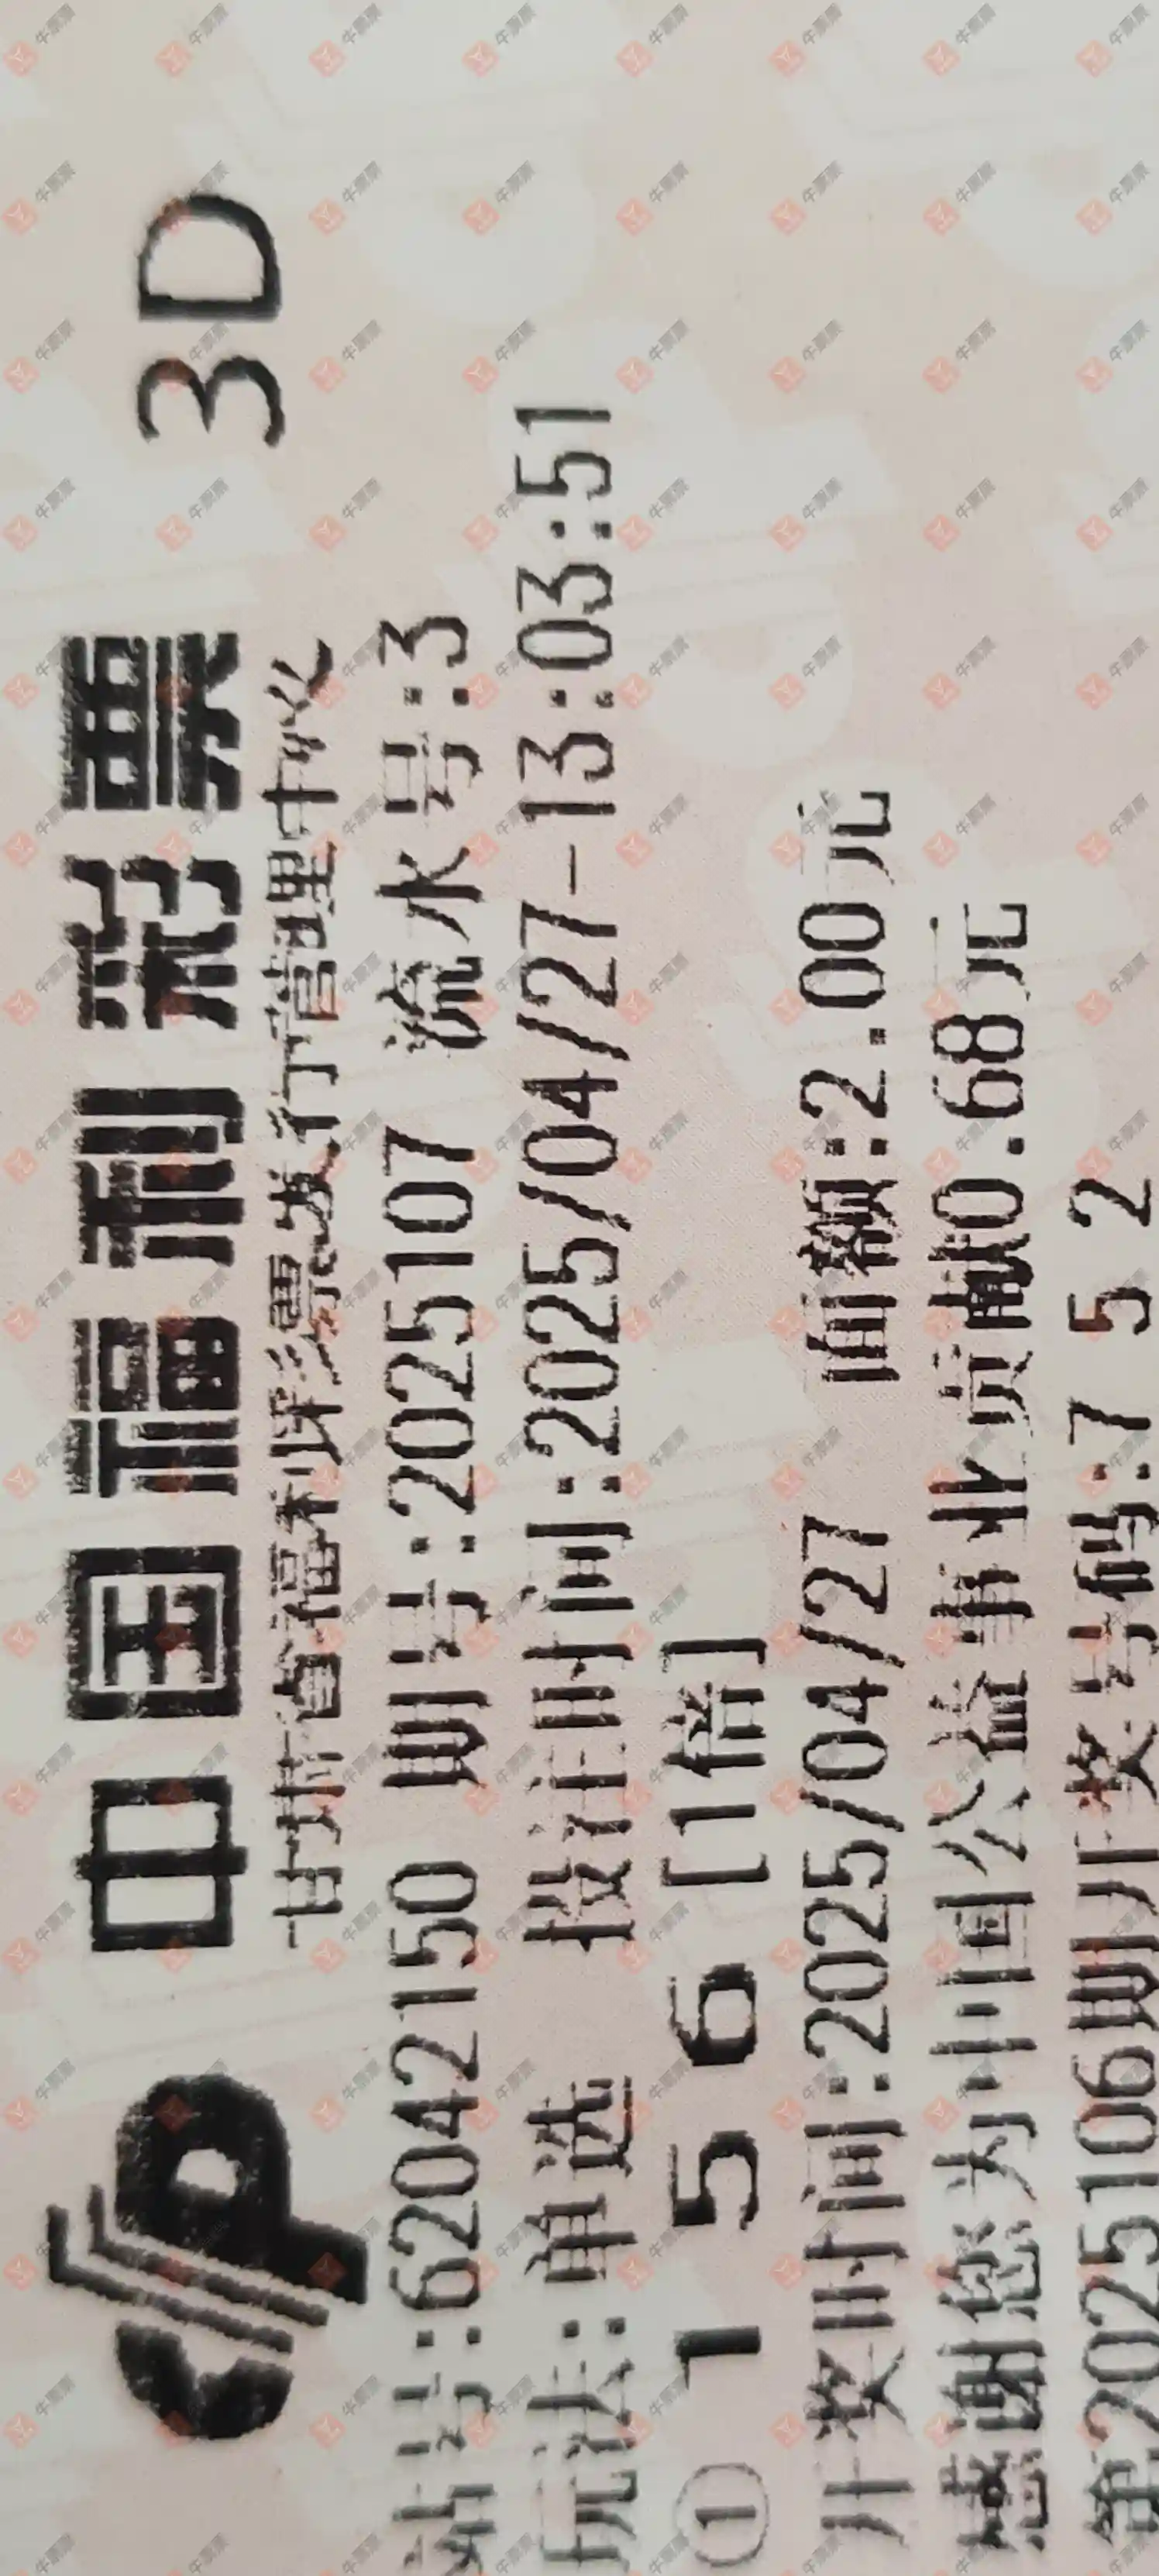 中国福利彩票 3D
甘肃省福利彩票发行管理中心
站号:62042150 期号:2025107 流水号:3
玩法:单选 投注时间:2025/04/27-13:03:51
① 1 5 6 [1倍]
开奖时间:2025/04/27 面额:2.00元
感谢您为中国公益事业贡献0.68元
第2025106期开奖号码:7 5 2
牛票票